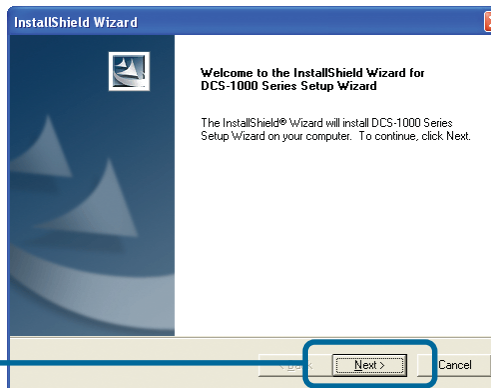 InstallShield Wizard
Welcome to the InstallShield Wizard for
DCS-1000 Series Setup Wizard
The InstallShield® Wizard will install DCS-1000 Series
Setup Wizard on your computer. To continue, click Next.
Next >
Cancel